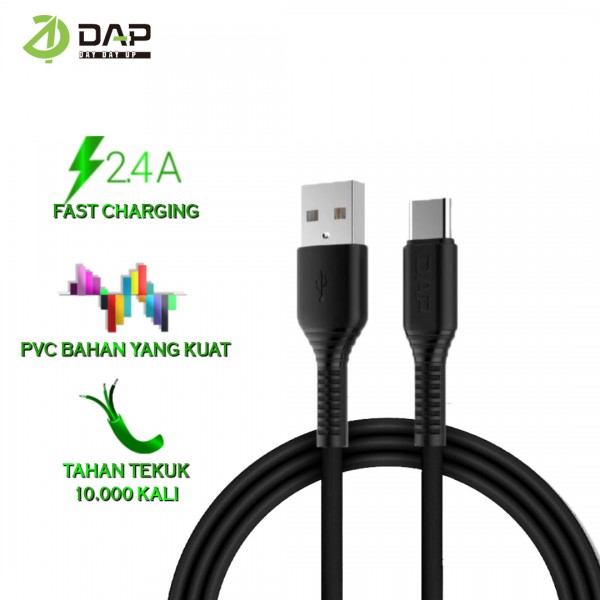 DAP
DAY DAY UP
2.4A
FAST CHARGING
PVC BAHAN YANG KUAT
TAHAN TEKUK
10.000 KALI
DAP